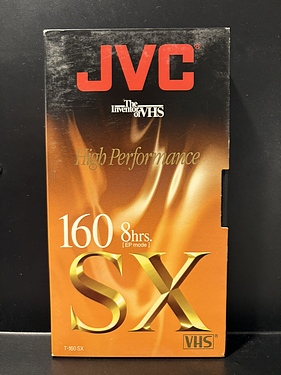 JVC
The
Inventor
of VHS
High Performance
160 8hrs.
[EP mode]
SX
VHS
T-160 SX